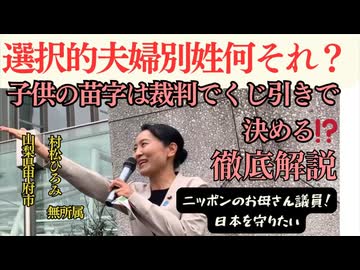 選択的夫婦別姓何それ？
子供の苗字は裁判でくじ引きで
決める⁉
徹底解説
村松ひろみ 無所属
山梨県甲府市
ニッポンのお母さん議員！
日本を守りたい